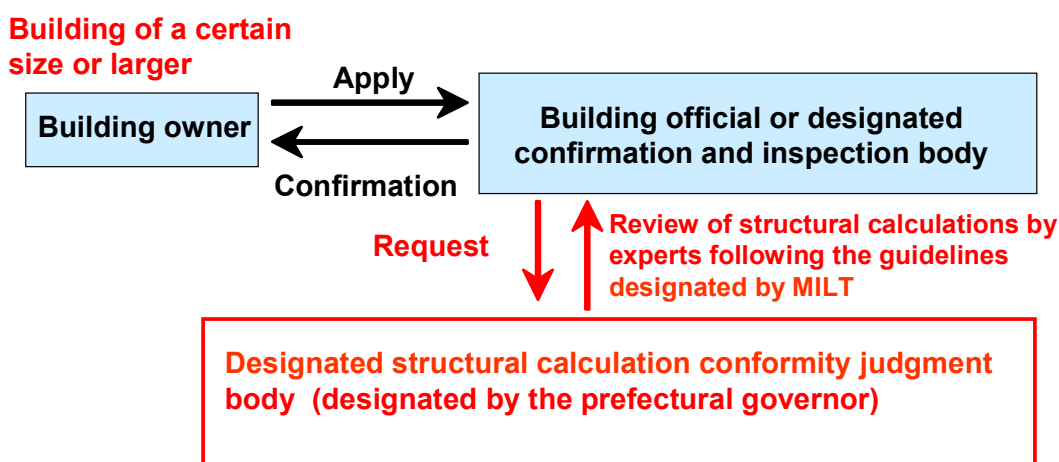 Building of a certain
size or larger
Apply
Building owner
Building official or designated
confirmation and inspection body
Confirmation
Request
Review of structural calculations by
experts following the guidelines
designated by MILT
Designated structural calculation conformity judgment
body (designated by the prefectural governor)